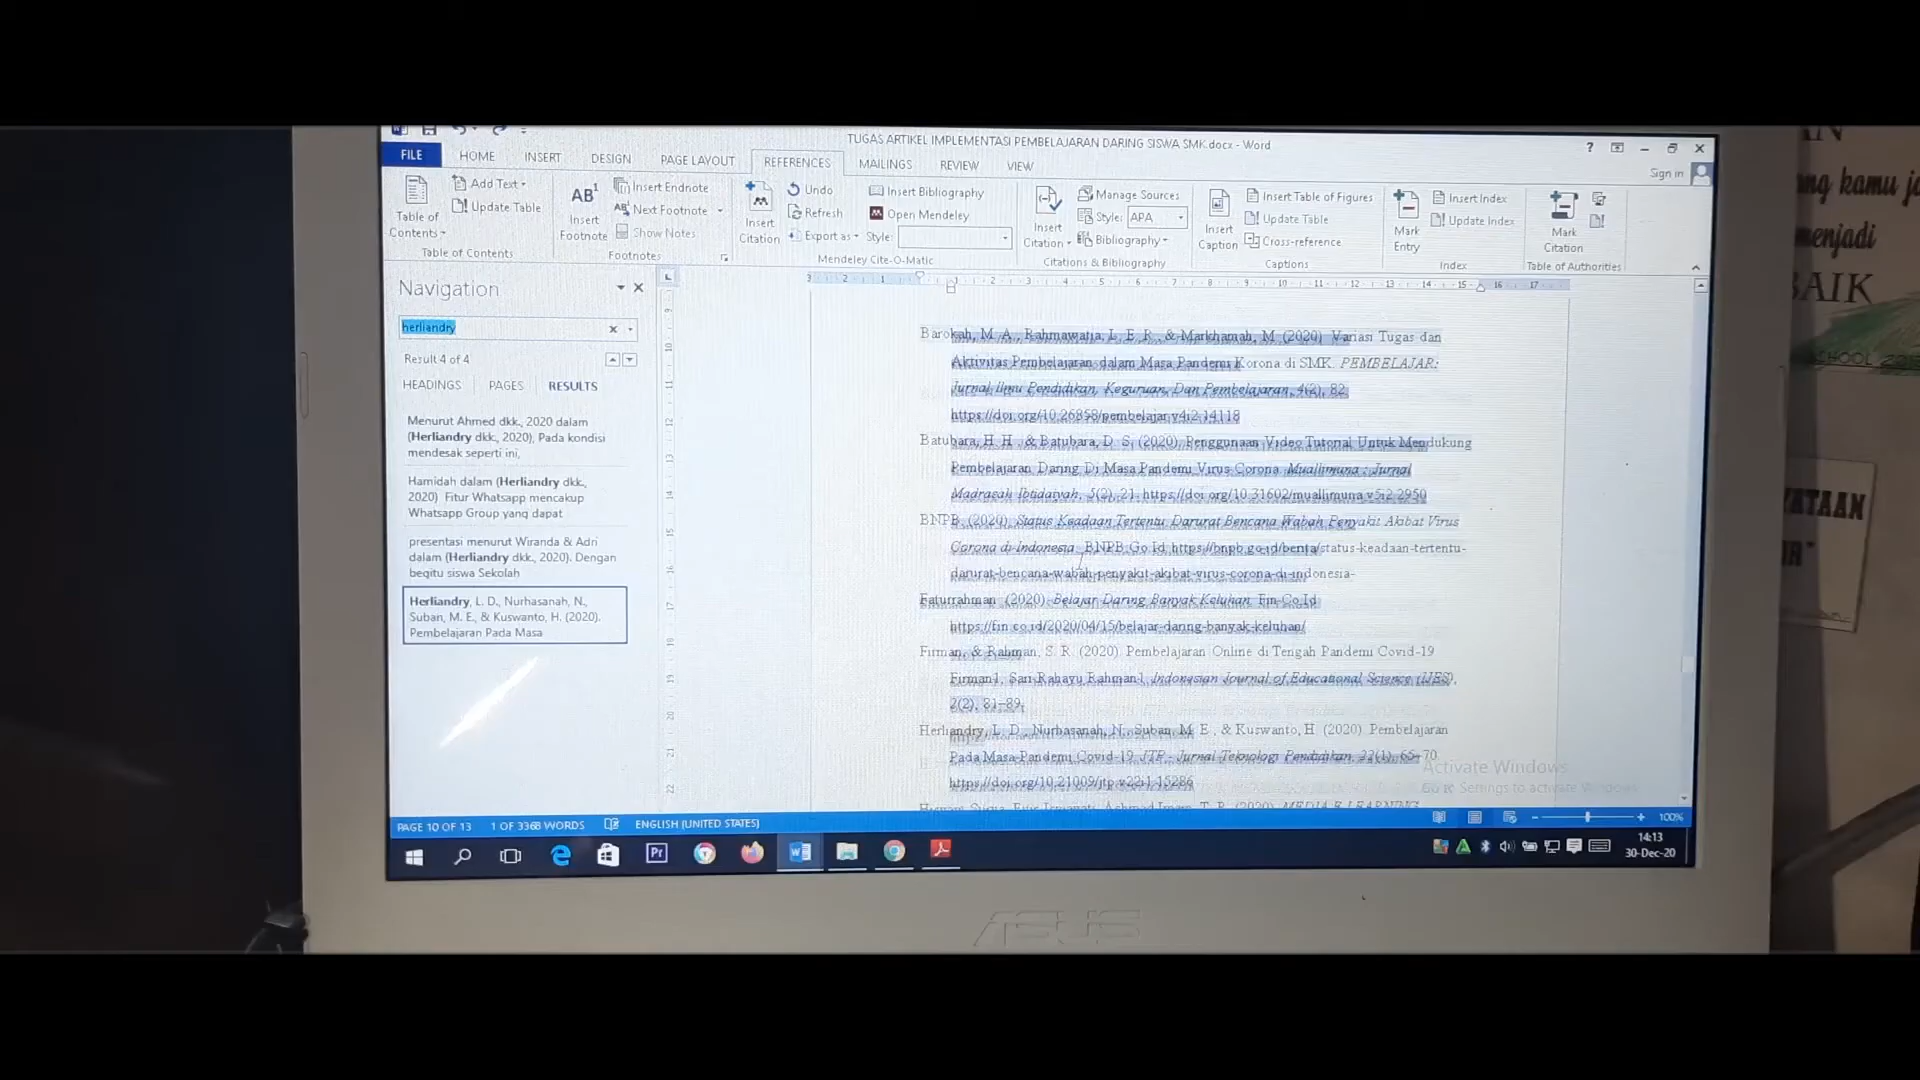 TUGAS ARTIKEL IMPLEMENTASI PEMBELAJARAN DARING SISWA SMK.docx - Word
FILE HOME INSERT DESIGN PAGE LAYOUT REFERENCES MAILINGS REVIEW VIEW
Sign in
Table of Contents
Add Text
Update Table
Table of Contents
AB1
Insert Footnote
Insert Endnote
Next Footnote
Show Notes
Footnotes
Insert Citation
Undo
Refresh
Export as
Insert Bibliography
Open Mendeley
Style:
Mendeley Cite-O-Matic
Insert Citation
Manage Sources
Style: APA
Bibliography
Citations & Bibliography
Insert Caption
Insert Table of Figures
Update Table
Cross-reference
Captions
Mark Entry
Insert Index
Update Index
Index
Mark Citation
Table of Authorities
Navigation
herliandry
Result 4 of 4
HEADINGS PAGES RESULTS
Menurut Ahmed dkk., 2020 dalam
(Herliandry dkk., 2020), Pada kondisi
mendesak seperti ini,
Hamidah dalam (Herliandry dkk.,
2020) Fitur Whatsapp mencakup
Whatsapp Group yang dapat
presentasi menurut Wiranda & Adri
dalam (Herliandry dkk., 2020). Dengan
begitu siswa Sekolah
Herliandry, L. D., Nurhasanah, N.,
Suban, M. E., & Kuswanto, H. (2020).
Pembelajaran Pada Masa
Barokah, M. A., Rahmawatia, L. E. R., & Markhamah, M. (2020). Variasi Tugas dan
Aktivitas Pembelajaran dalam Masa Pandemi Korona di SMK. PEMBELAJAR:
Jurnal Ilmu Pendidikan, Keguruan, Dan Pembelajaran, 4(2), 82.
https://doi.org/10.26858/pembelajar.v4i2.14118
Batubara, H. H., & Batubara, D. S. (2020). Penggunaan Video Tutorial Untuk Mendukung
Pembelajaran Daring Di Masa Pandemi Virus Corona. Muallimuna : Jurnal
Madrasah Ibtidaiyah, 5(2), 21. https://doi.org/10.31602/muallimuna.v5i2.2950
BNPB. (2020). Status Keadaan Tertentu Darurat Bencana Wabah Penyakit Akibat Virus
Corona di Indonesia. BNPB.Go.Id. https://bnpb.go.id/berita/status-keadaan-tertentu-
darurat-bencana-wabah-penyakit-akibat-virus-corona-di-indonesia-
Faturrahman. (2020). Belajar Daring Banyak Keluhan. Fin.Co.Id.
https://fin.co.id/2020/04/15/belajar-daring-banyak-keluhan/
Firman, & Rahman, S. R. (2020). Pembelajaran Online di Tengah Pandemi Covid-19
Firman1, Sari Rahayu Rahman1. Indonesian Journal of Educational Science (IJES),
2(2), 81–89.
Herliandry, L. D., Nurhasanah, N., Suban, M. E., & Kuswanto, H. (2020). Pembelajaran
Pada Masa Pandemi Covid-19. JTP - Jurnal Teknologi Pendidikan, 22(1), 65–70.
https://doi.org/10.21009/jtp.v22i1.15286
Activate Windows
Go to Settings to activate Windows.
PAGE 10 OF 13 1 OF 3368 WORDS ENGLISH (UNITED STATES) 100%
14:13
30-Dec-20
ASUS
kamu
menjadi
BAIK
SCHOOL